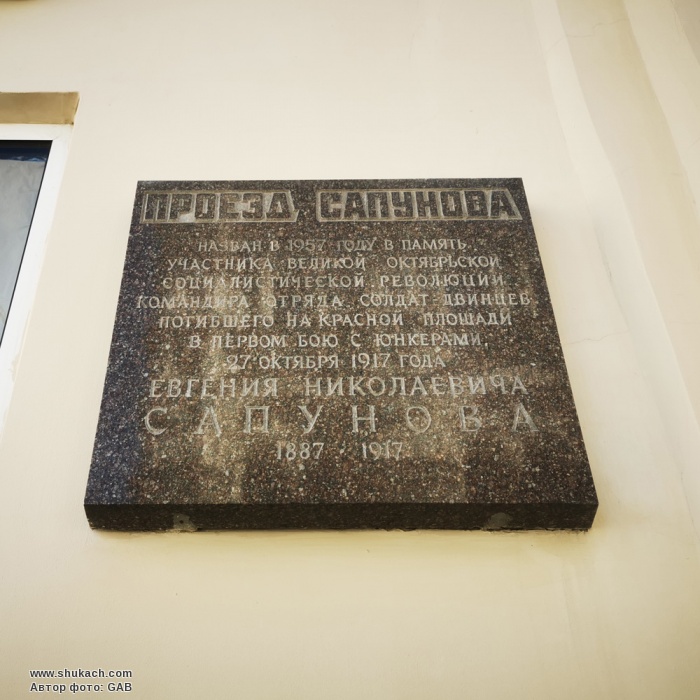 ПРОЕЗД САПУНОВА
НАЗВАН В 1957 ГОДУ В ПАМЯТЬ
УЧАСТНИКА ВЕЛИКОЙ ОКТЯБРЬСКОЙ
СОЦИАЛИСТИЧЕСКОЙ РЕВОЛЮЦИИ,
КОМАНДИРА ОТРЯДА СОЛДАТ-ДВИНЦЕВ,
ПОГИБШЕГО НА КРАСНОЙ ПЛОЩАДИ
В ПЕРВОМ БОЮ С ЮНКЕРАМИ,
27 ОКТЯБРЯ 1917 ГОДА
ЕВГЕНИЯ НИКОЛАЕВИЧА
САПУНОВА
1887 - 1917
www.shukach.com
Автор фото: GAB